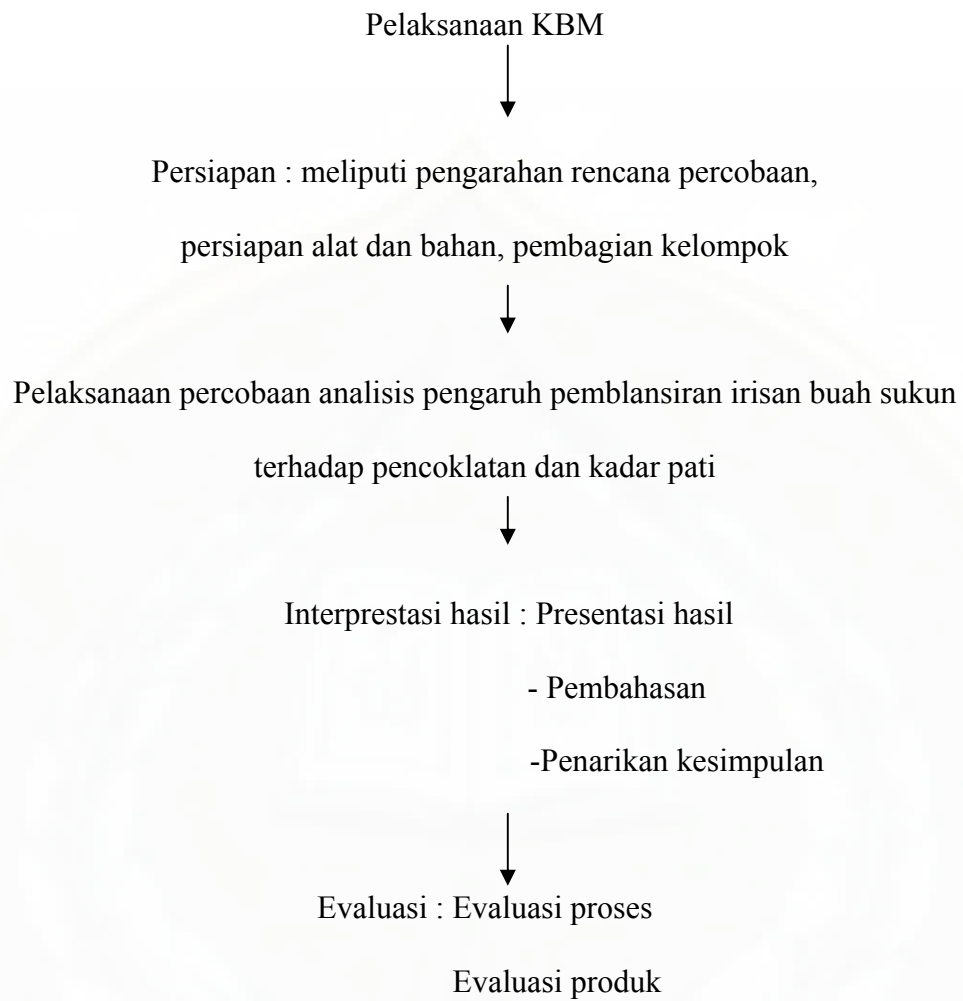 Pelaksanaan KBM
Persiapan : meliputi pengarahan rencana percobaan,
persiapan alat dan bahan, pembagian kelompok
Pelaksanaan percobaan analisis pengaruh pemblansiran irisan buah sukun
terhadap pencoklatan dan kadar pati
Interprestasi hasil : Presentasi hasil
- Pembahasan
-Penarikan kesimpulan
Evaluasi : Evaluasi proses
Evaluasi produk